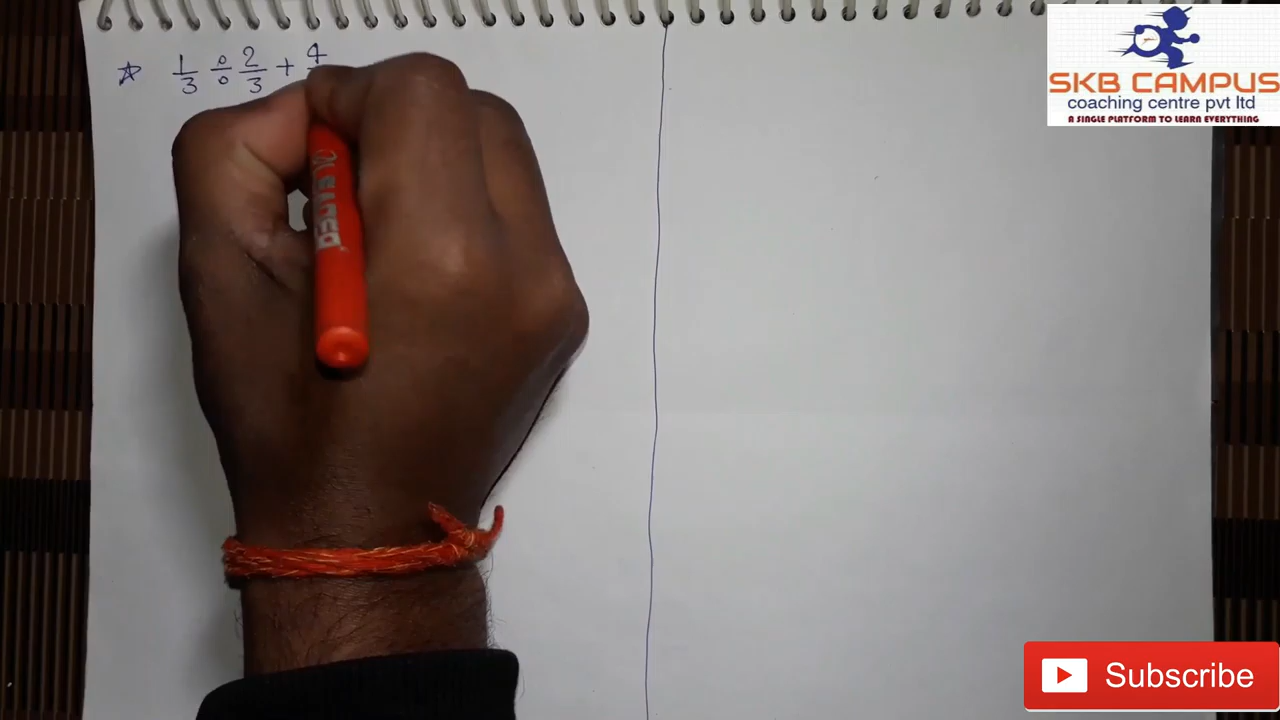 ☆ 1/3 ÷ 2/3 + 4
SKB CAMPUS
coaching centre pvt ltd
A SINGLE PLATFORM TO LEARN EVERYTHING
Subscribe